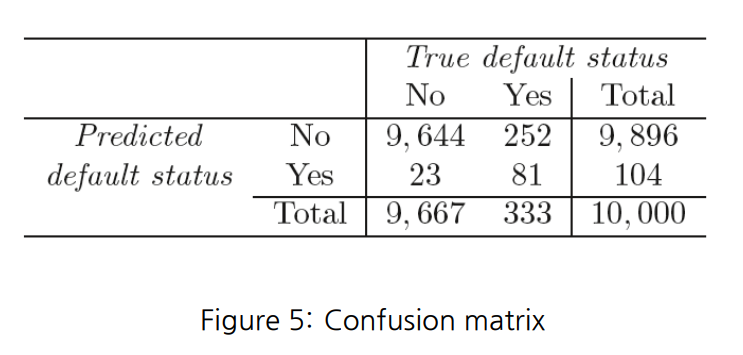 True default status
No Yes Total
Predicted No 9, 644 252 9, 896
default status Yes 23 81 104
Total 9, 667 333 10, 000
Figure 5: Confusion matrix